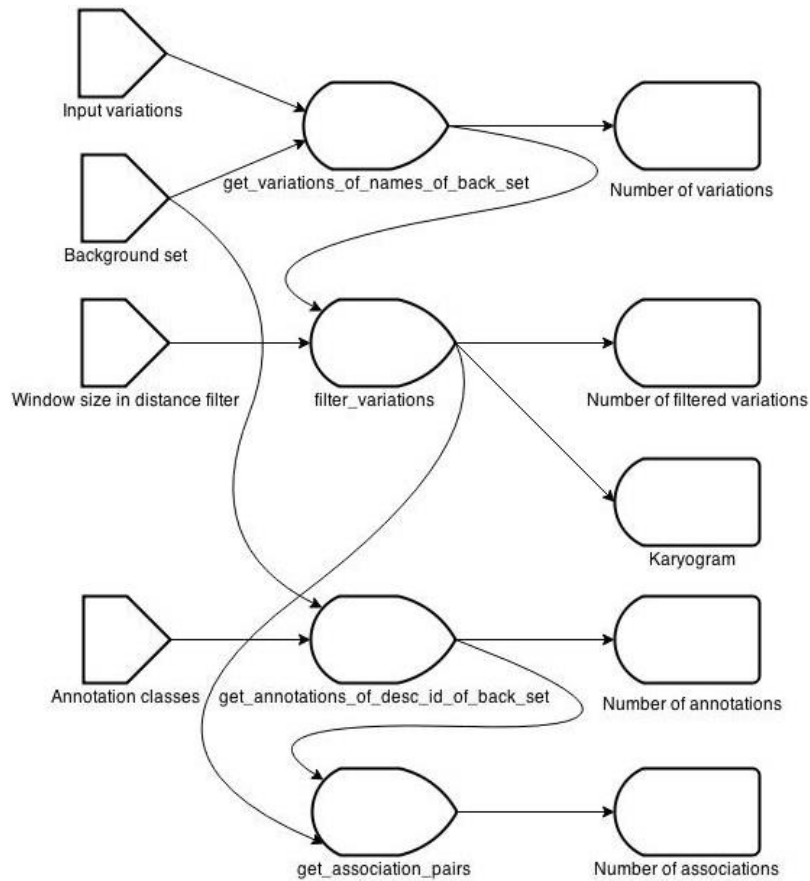 Input variations
get_variations_of_names_of_back_set
Number of variations
Background set
Window size in distance filter
filter_variations
Number of filtered variations
Karyogram
Annotation classes
get_annotations_of_desc_id_of_back_set
Number of annotations
get_association_pairs
Number of associations